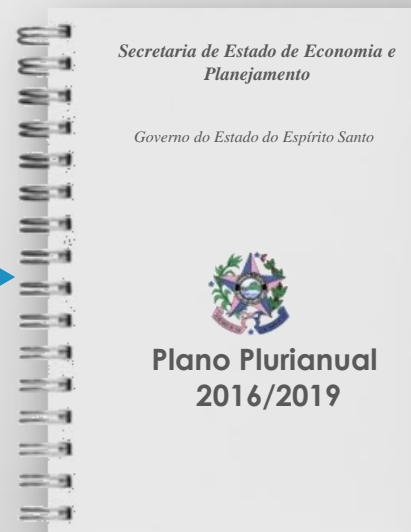 Secretaria de Estado de Economia e
Planejamento
Governo do Estado do Espírito Santo
Plano Plurianual
2016/2019